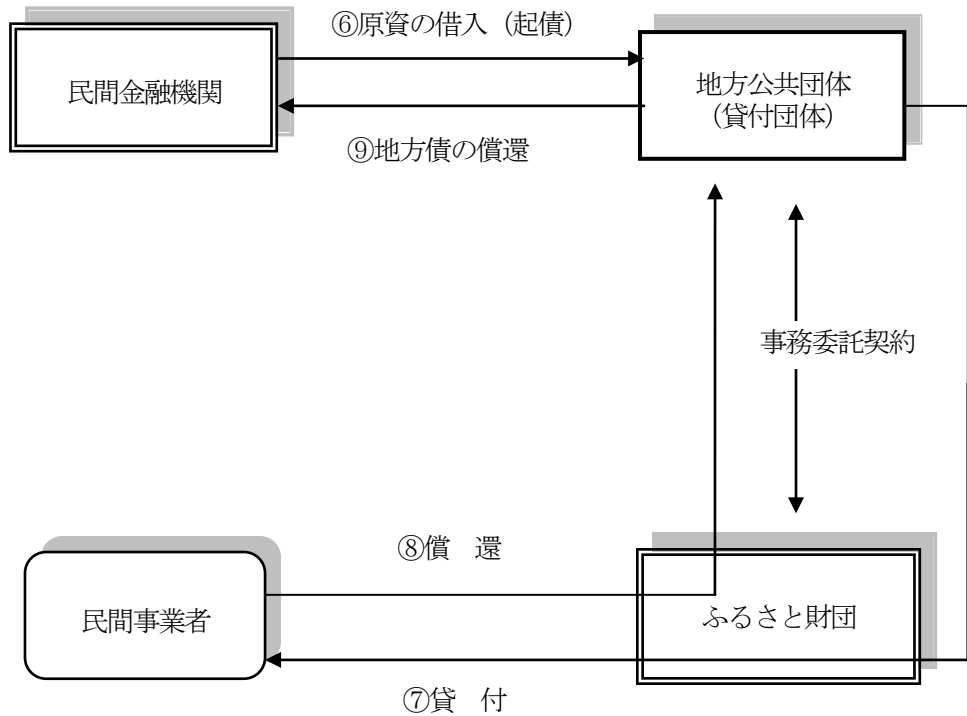 ⑥原資の借入（起債）
民間金融機関
地方公共団体
（貸付団体）
⑨地方債の償還
事務委託契約
⑧償　還
民間事業者
ふるさと財団
⑦貸　付